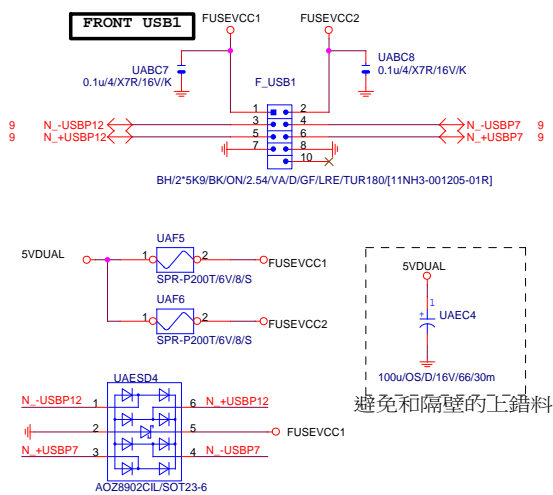 FRONT USB1
FUSEVCC1
FUSEVCC2
UABC7
0.1u/4/X7R/16V/K
UABC8
0.1u/4/X7R/16V/K
F_USB1
1 2
9 N_-USBP12 3 4 N_-USBP7 9
9 N_+USBP12 5 6 N_+USBP7 9
7 8
10
BH/2*5K9/BK/ON/2.54/VA/D/GF/LRE/TUR180/[11NH3-001205-01R]
UAF5
5VDUAL 1 2 FUSEVCC1
SPR-P200T/6V/8/S
UAF6
1 2 FUSEVCC2
SPR-P200T/6V/8/S
5VDUAL
1
+
UAEC4
100u/OS/D/16V/66/30m
避免和隔壁的上錯料
UAESD4
N_-USBP12 1 6 N_+USBP12
2 5 FUSEVCC1
N_+USBP7 3 4 N_-USBP7
AOZ8902CIL/SOT23-6